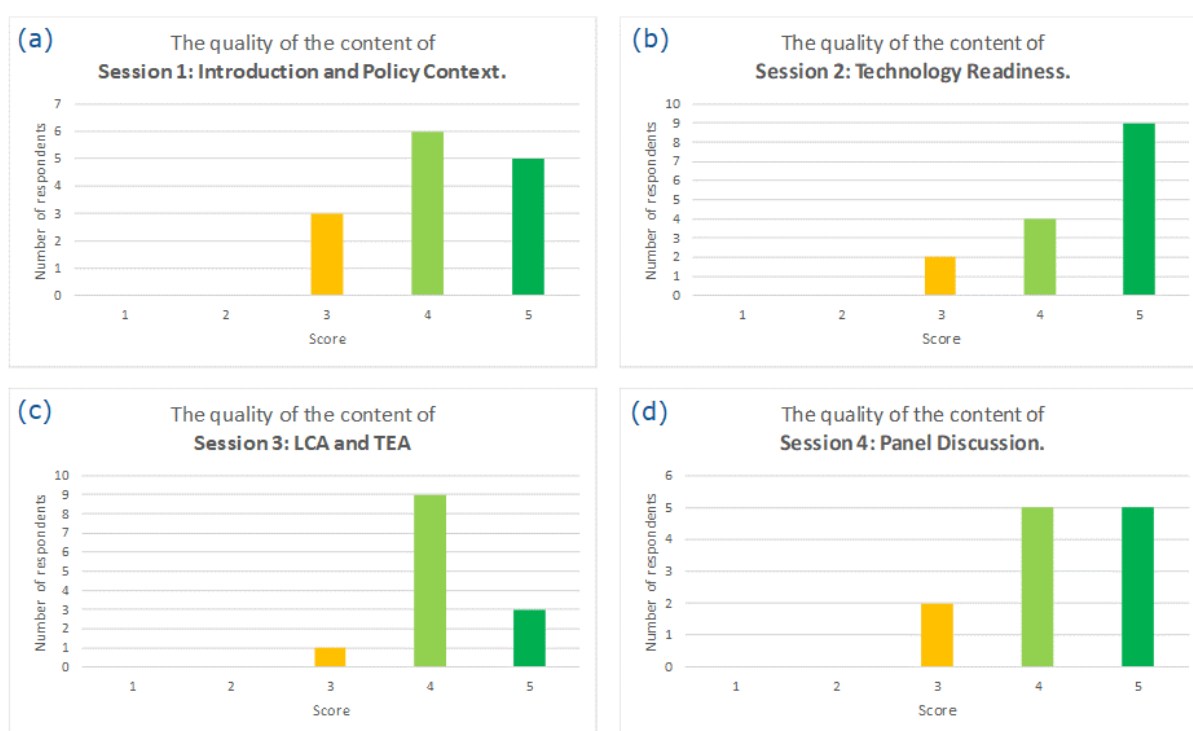 (a)
The quality of the content of
Session 1: Introduction and Policy Context.
Number of respondents
7
6
5
4
3
2
1
0
1 2 3 4 5
Score
(b)
The quality of the content of
Session 2: Technology Readiness.
Number of respondents
10
9
8
7
6
5
4
3
2
1
0
1 2 3 4 5
Score
(c)
The quality of the content of
Session 3: LCA and TEA
Number of respondents
10
9
8
7
6
5
4
3
2
1
0
1 2 3 4 5
Score
(d)
The quality of the content of
Session 4: Panel Discussion.
Number of respondents
6
5
4
3
2
1
0
1 2 3 4 5
Score